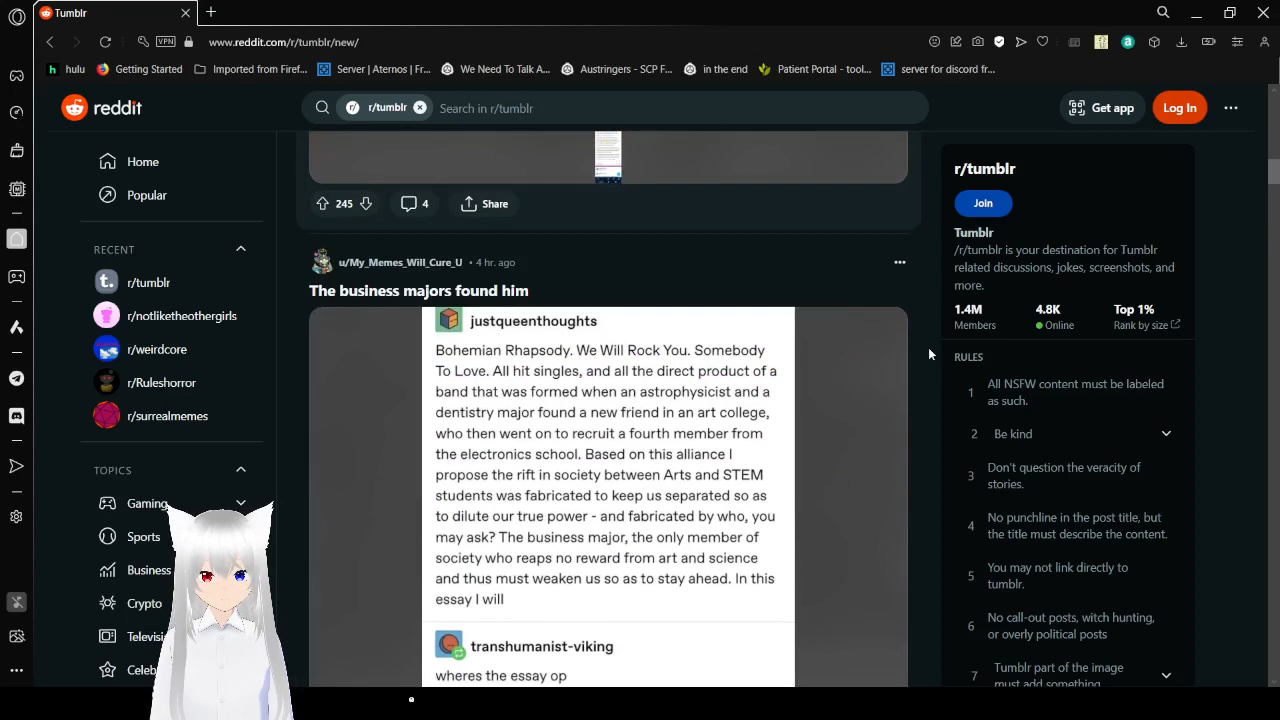 Tumblr
VPN
www.reddit.com/r/tumblr/new/
hulu
Getting Started
Imported from Firef...
Server | Aternos | Fr...
We Need To Talk A...
Austringers - SCP F...
in the end
Patient Portal - tool...
server for discord fr...
reddit
r/
r/tumblr
Search in r/tumblr
Get app
Log In
Home
Popular
RECENT
r/tumblr
r/notliketheothergirls
r/weirdcore
r/Ruleshorror
r/surrealmemes
TOPICS
Gaming
Sports
Business
Crypto
Televisi
Celeb
245
4
Share
u/My_Memes_Will_Cure_U • 4 hr. ago
The business majors found him
justqueenthoughts
Bohemian Rhapsody. We Will Rock You. Somebody
To Love. All hit singles, and all the direct product of a
band that was formed when an astrophysicist and a
dentistry major found a new friend in an art college,
who then went on to recruit a fourth member from
the electronics school. Based on this alliance I
propose the rift in society between Arts and STEM
students was fabricated to keep us separated so as
to dilute our true power - and fabricated by who, you
may ask? The business major, the only member of
society who reaps no reward from art and science
and thus must weaken us so as to stay ahead. In this
essay I will
transhumanist-viking
wheres the essay op
r/tumblr
Join
Tumblr
/r/tumblr is your destination for Tumblr
related discussions, jokes, screenshots, and
more.
1.4M
Members
4.8K
Online
Top 1%
Rank by size
RULES
1
All NSFW content must be labeled
as such.
2
Be kind
3
Don't question the veracity of
stories.
4
No punchline in the post title, but
the title must describe the content.
5
You may not link directly to
tumblr.
6
No call-out posts, witch hunting,
or overly political posts
7
Tumblr part of the image
must add something